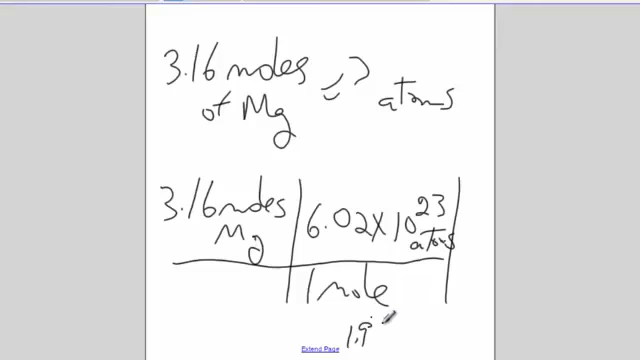 3.16 moles
of Mg = ? atoms
3.16 moles Mg | 6.02 X 10^23 atoms
1 mole
1.9
Extend Page